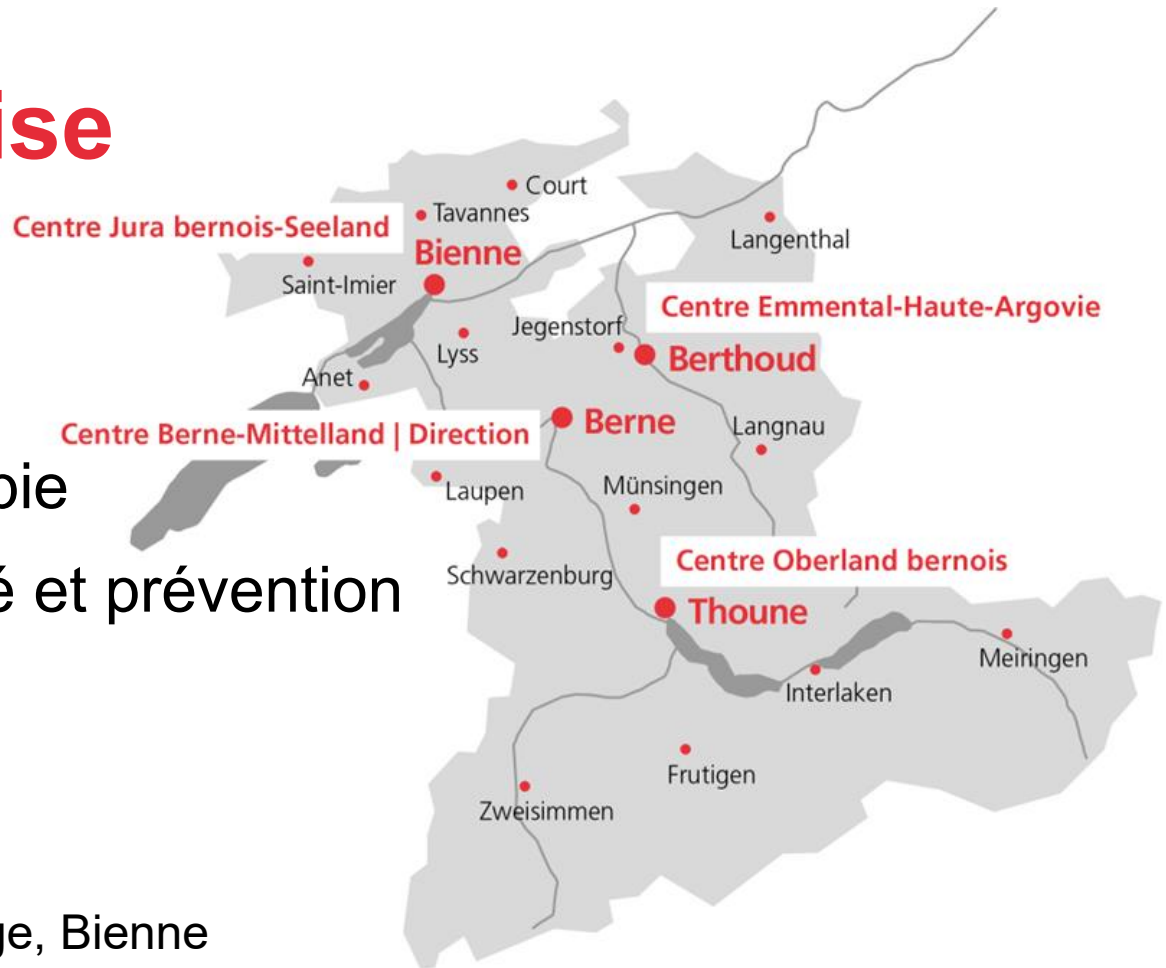 ise
Court
Tavannes
Centre Jura bernois-Seeland
Langenthal
Bienne
Saint-Imier
Centre Emmental-Haute-Argovie
Jegenstorf
Lyss
Berthoud
Anet
Berne
Langnau
Centre Berne-Mittelland | Direction
pie
Laupen
Münsingen
Centre Oberland bernois
Schwarzenburg
é et prévention
Thoune
Meiringen
Interlaken
Frutigen
Zweisimmen
ge, Bienne